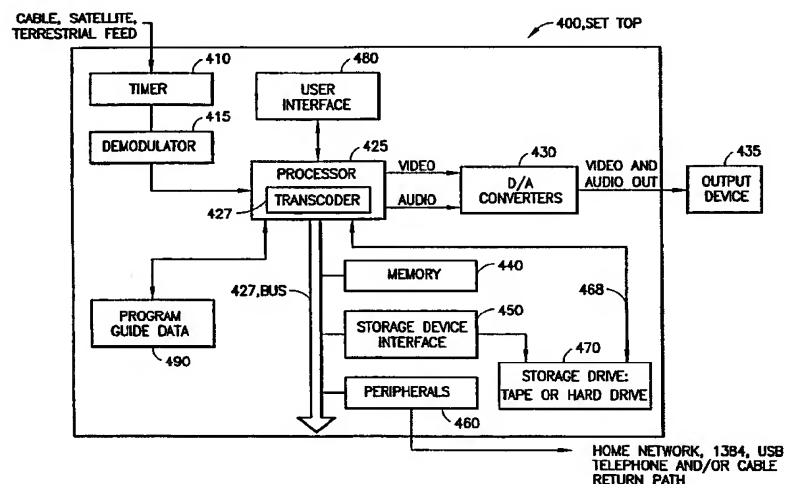 CABLE, SATELLITE,
TERRESTRIAL FEED
400,SET TOP
410
TIMER
480
USER
INTERFACE
415
DEMODULATOR
425
PROCESSOR
427
TRANSCODER
VIDEO
AUDIO
430
D/A
CONVERTERS
VIDEO AND
AUDIO OUT
435
OUTPUT
DEVICE
427,BUS
MEMORY
440
468
PROGRAM
GUIDE DATA
490
450
STORAGE DEVICE
INTERFACE
470
STORAGE DRIVE:
TAPE OR HARD DRIVE
PERIPHERALS
460
HOME NETWORK, 1384, USB
TELEPHONE AND/OR CABLE
RETURN PATH